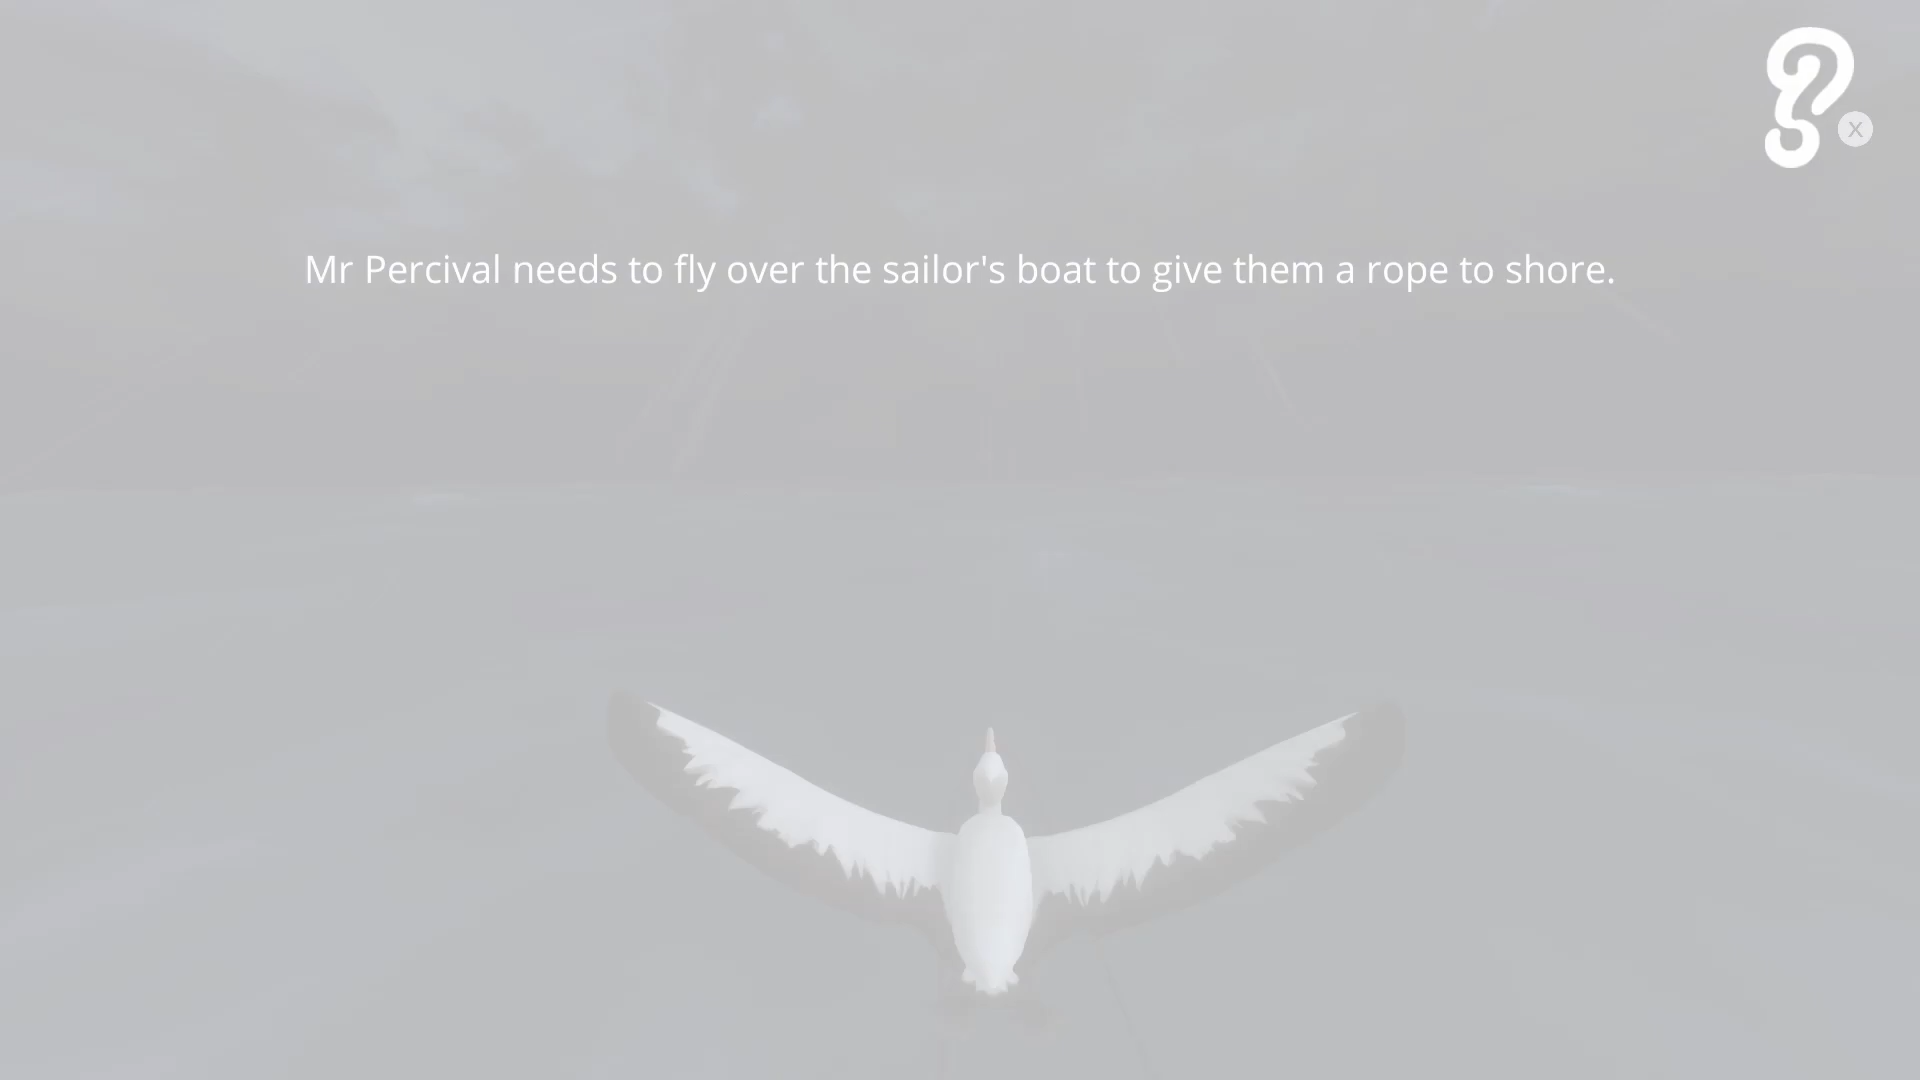 Mr Percival needs to fly over the sailor's boat to give them a rope to shore.
X